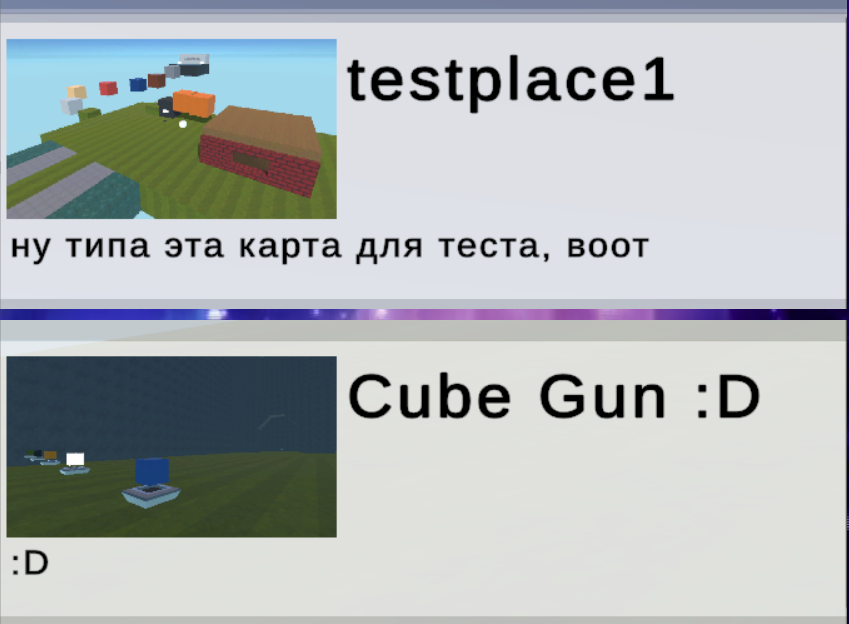 testplace1
ну типа эта карта для теста, воот
Cube Gun :D
:D